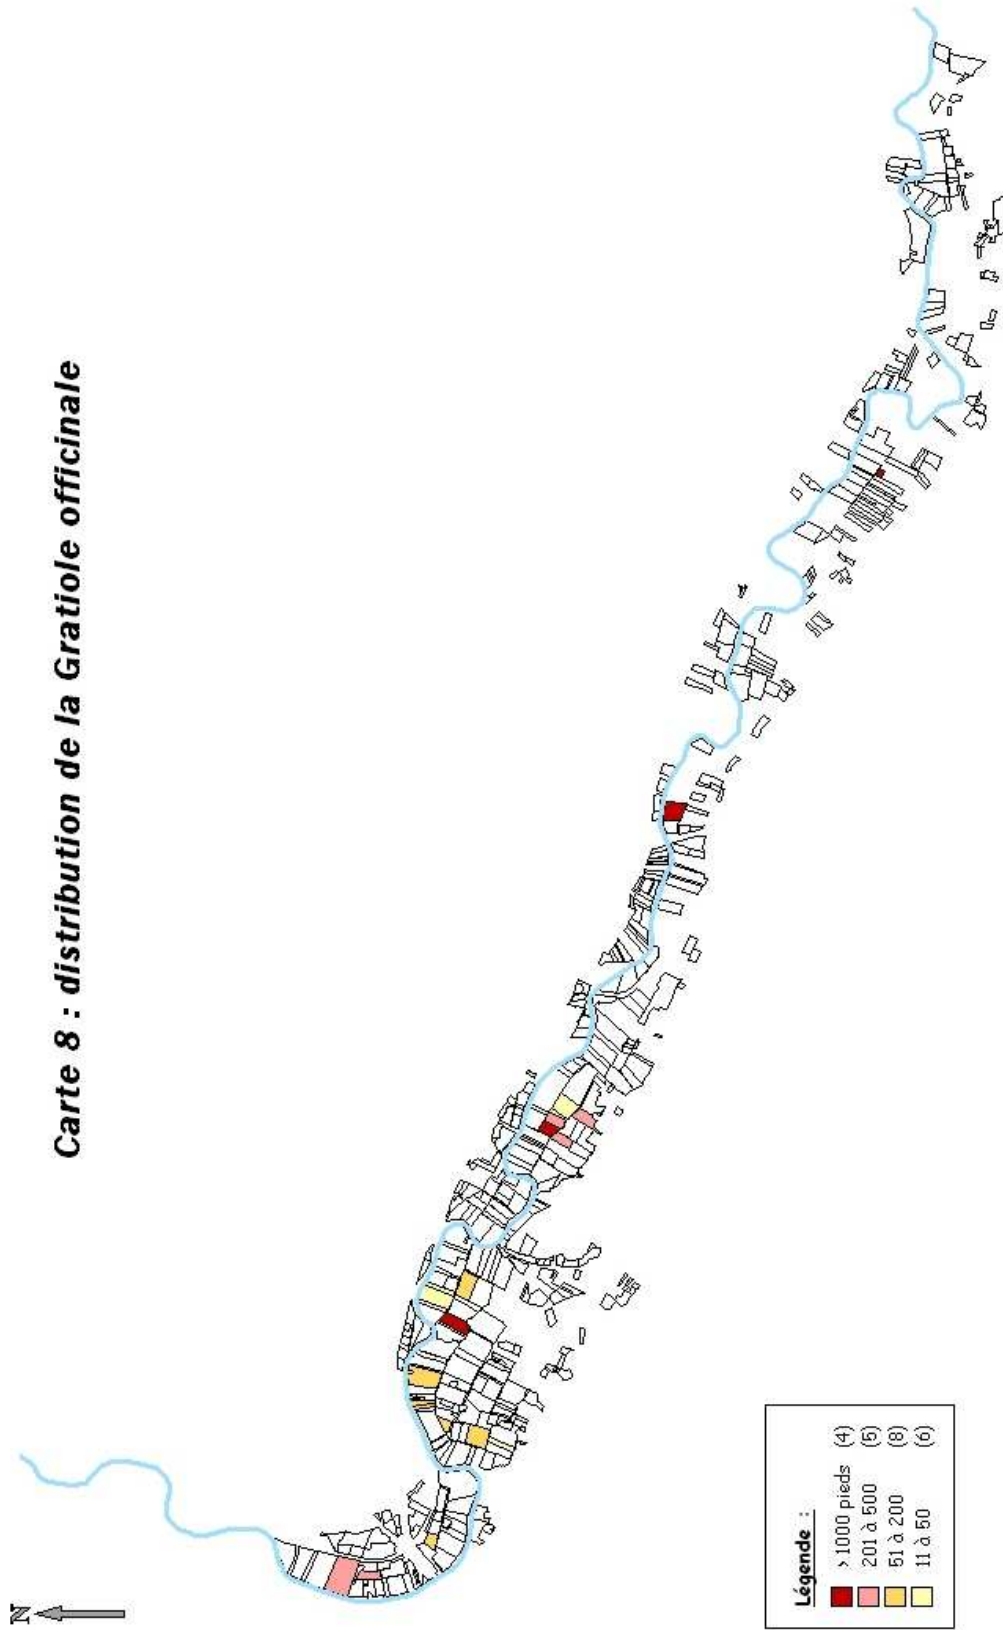 Carte 8 : distribution de la Gratiole officinale
N
Légende :
>1000 pieds (4)
201 à 500 (5)
51 à 200 (8)
11 à 50 (6)